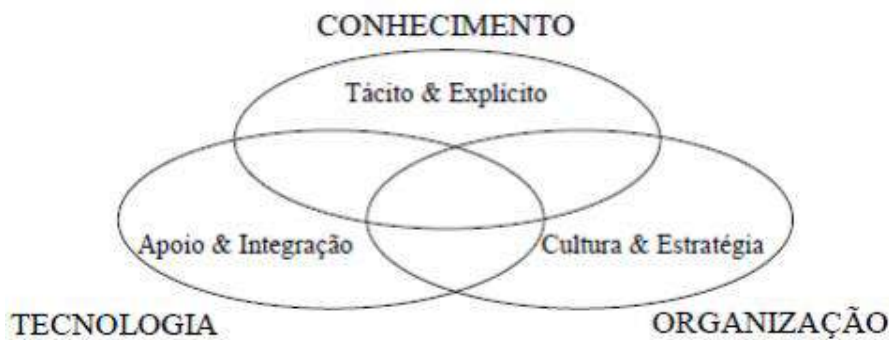 CONHECIMENTO
Tácito & Explícito
Apoio & Integração
Cultura & Estratégia
TECNOLOGIA
ORGANIZAÇÃO